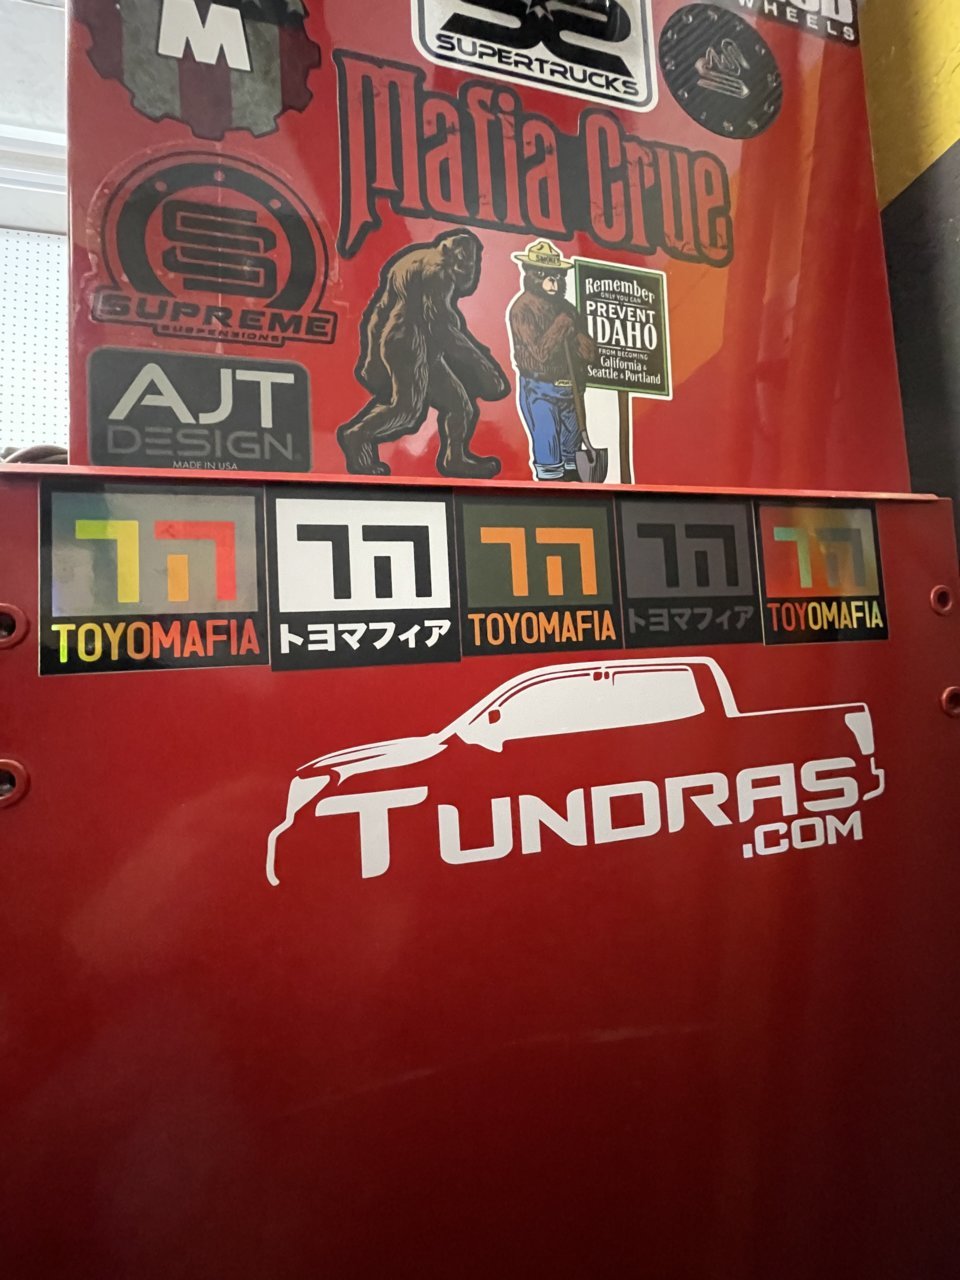 M
SUPERTRUCKS
WHEELS
Mafia Crue
SUPREME
SUSPENSIONS
SMOKEY
Remember
ONLY YOU CAN
PREVENT
IDAHO
FROM BECOMING
California &
Seattle & Portland
AJT
DESIGN
MADE IN USA
TOYOMAFIA
トヨマフィア
TOYOMAFIA
トヨマフィア
TOYOMAFIA
TUNDRAS
.COM